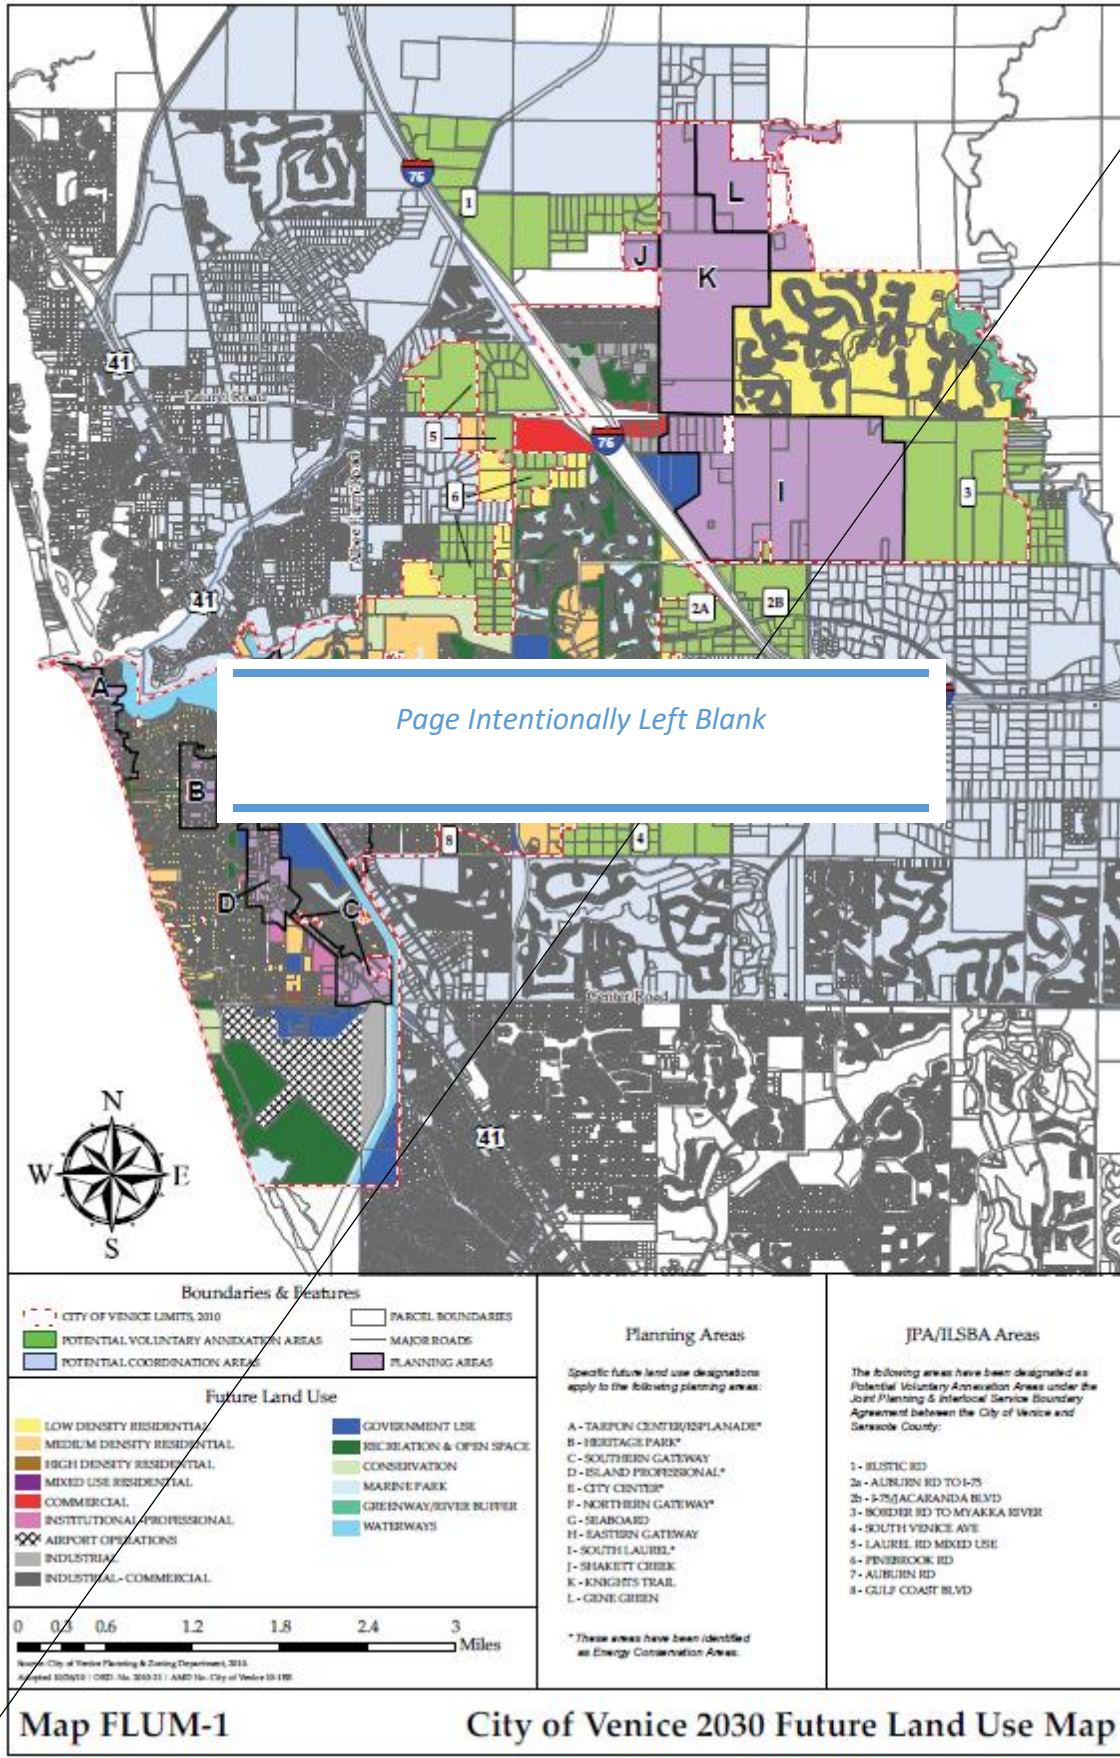 76
1
L
J
K
41
Laurel Road
5
76
6
I
3
41
2A
2B
A
Page Intentionally Left Blank
B
8
4
D
C
Center Road
N
W
E
S
41
Boundaries & Features
CITY OF VENICE LIMITS, 2010
PARCEL BOUNDARIES
POTENTIAL VOLUNTARY ANNEXATION AREAS
MAJOR ROADS
POTENTIAL COORDINATION AREAS
PLANNING AREAS
Future Land Use
LOW DENSITY RESIDENTIAL
MEDIUM DENSITY RESIDENTIAL
HIGH DENSITY RESIDENTIAL
MIXED USE RESIDENTIAL
COMMERCIAL
INSTITUTIONAL-PROFESSIONAL
AIRPORT OPERATIONS
INDUSTRIAL
INDUSTRIAL - COMMERCIAL
GOVERNMENT USE
RECREATION & OPEN SPACE
CONSERVATION
MARINE PARK
GREENWAY/RIVER BUFFER
WATERWAYS
0 0.3 0.6 1.2 1.8 2.4 3
Miles
Source: City of Venice Planning & Zoning Department, 2010.
Planning Areas
Specific future land use designations
apply to the following planning areas:
A - TARPON CENTER/ESPLANADE*
B - HERITAGE PARK*
C - SOUTHERN GATEWAY
D - ISLAND PROFESSIONAL*
E - CITY CENTER*
F - NORTHERN GATEWAY*
G - SEABOARD
H - EASTERN GATEWAY
I - SOUTH LAUREL*
J - SHAKETT CREEK
K - KNIGHTS TRAIL
L - GENE GREEN
* These areas have been identified
as Energy Conservation Areas.
JPA/ILSBA Areas
The following areas have been designated as
Potential Voluntary Annexation Areas under the
Joint Planning & Interlocal Service Boundary
Agreement between the City of Venice and
Sarasota County:
1 - RUSTIC RD
2a - AUBURN RD TO I-75
2b - I-75/JACARANDA BLVD
3 - BORDER RD TO MYAKKA RIVER
4 - SOUTH VENICE AVE
5 - LAUREL RD MIXED USE
6 - PINEBROOK RD
7 - AUBURN RD
8 - GULF COAST BLVD
Map FLUM-1
City of Venice 2030 Future Land Use Map